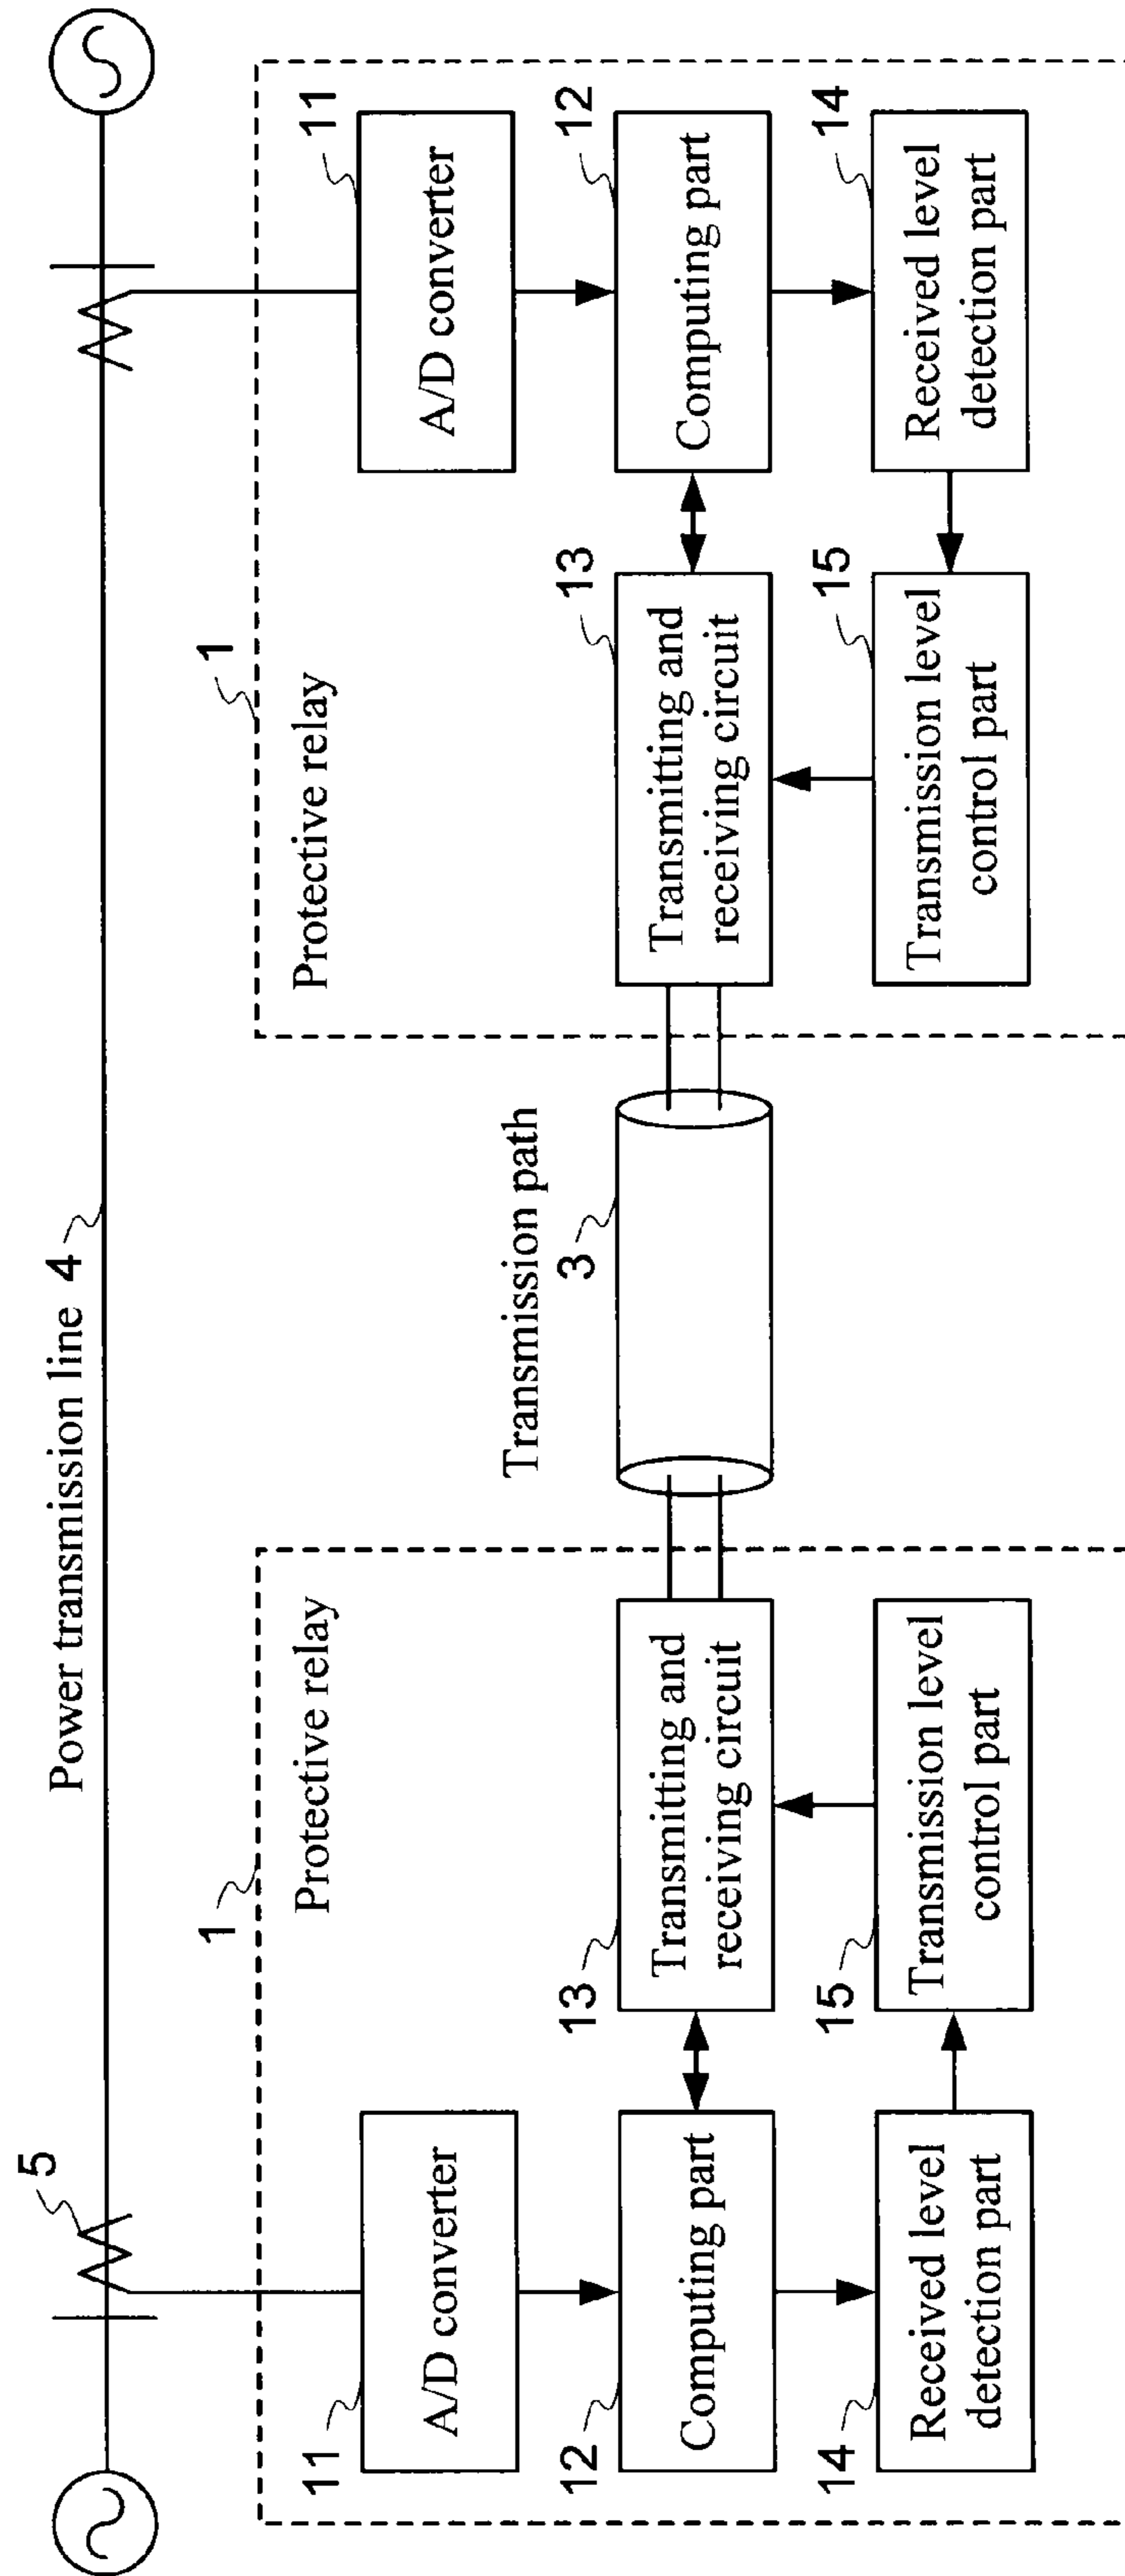 Power transmission line 4
5
1
Protective relay
11
A/D converter
12
Computing part
13
Transmitting and
receiving circuit
14
Received level
detection part
15
Transmission level
control part
Transmission path
3
1
Protective relay
11
A/D converter
13
Transmitting and
receiving circuit
12
Computing part
15
Transmission level
control part
14
Received level
detection part